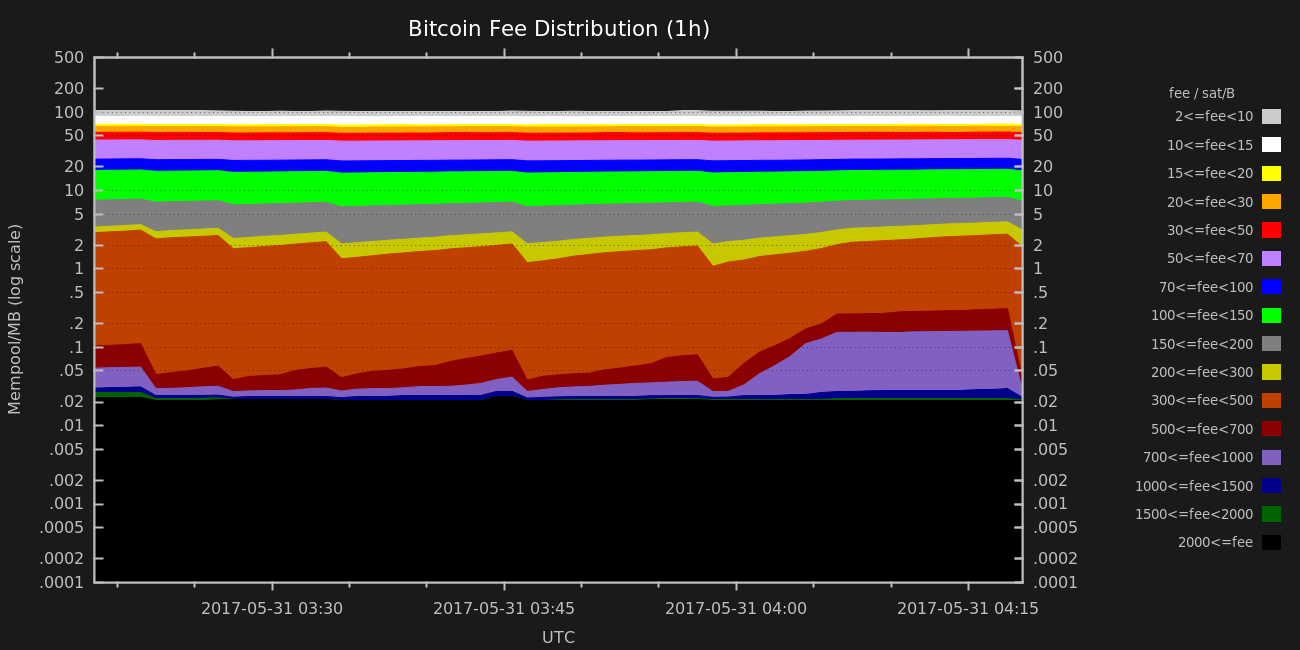 Bitcoin Fee Distribution (1h)
500
200
100
50
20
10
5
2
1
.5
.2
.1
.05
.02
.01
.005
.002
.001
.0005
.0002
.0001
Mempool/MB (log scale)
500
200
100
50
20
10
5
2
1
.5
.2
.1
.05
.02
.01
.005
.002
.001
.0005
.0002
.0001
2017-05-31 03:30
2017-05-31 03:45
2017-05-31 04:00
2017-05-31 04:15
UTC
fee / sat/B
2<=fee<10
10<=fee<15
15<=fee<20
20<=fee<30
30<=fee<50
50<=fee<70
70<=fee<100
100<=fee<150
150<=fee<200
200<=fee<300
300<=fee<500
500<=fee<700
700<=fee<1000
1000<=fee<1500
1500<=fee<2000
2000<=fee